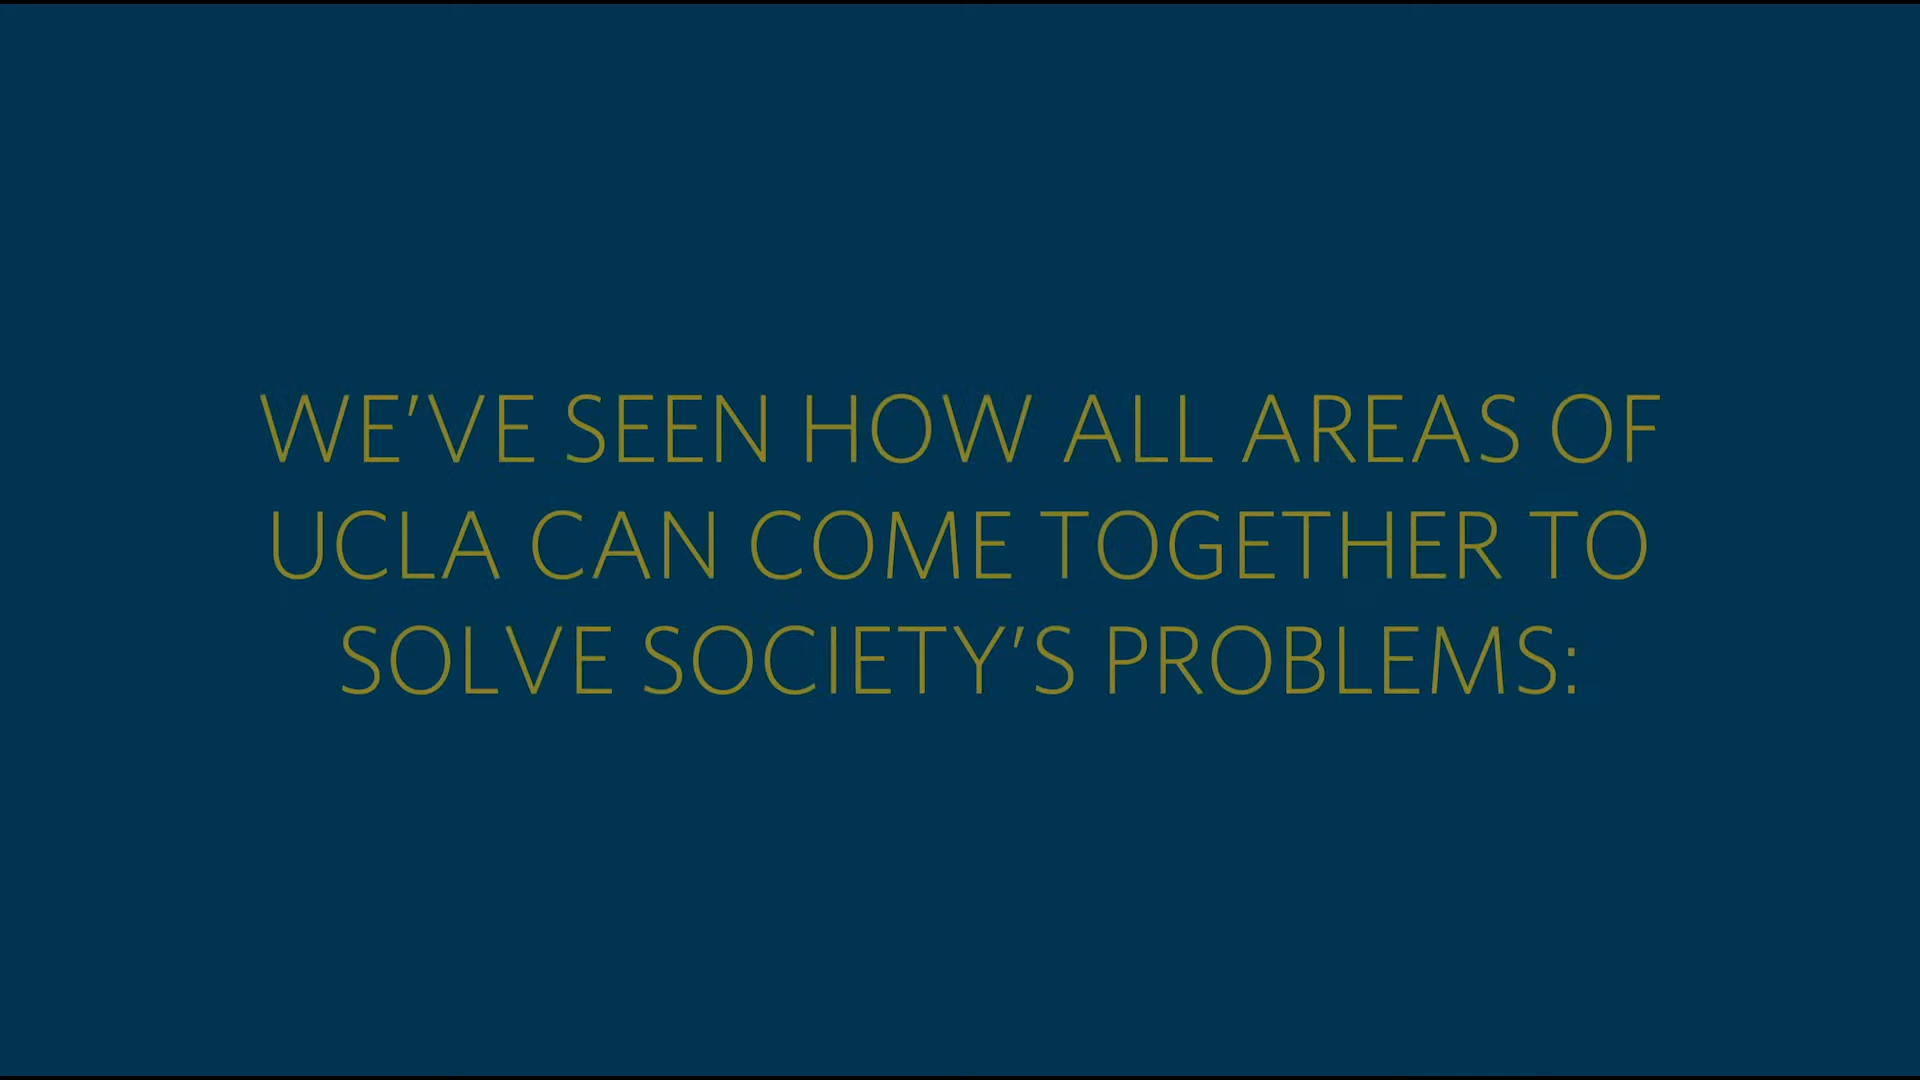 WE’VE SEEN HOW ALL AREAS OF
UCLA CAN COME TOGETHER TO
SOLVE SOCIETY’S PROBLEMS: